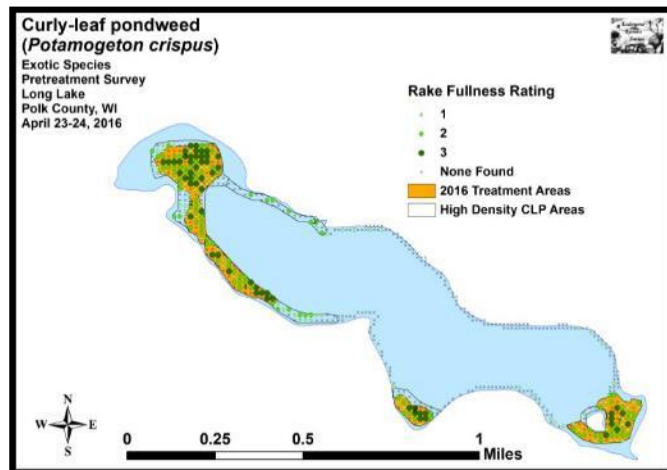 Curly-leaf pondweed
(Potamogeton crispus)
Exotic Species
Pretreatment Survey
Long Lake
Polk County, WI
April 23-24, 2016
Rake Fullness Rating
1
2
3
None Found
2016 Treatment Areas
High Density CLP Areas
N
W E
S
0 0.25 0.5 1
Miles